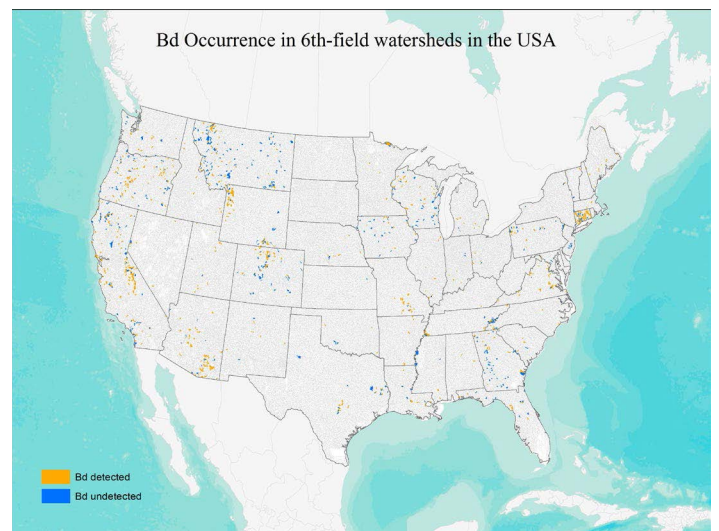 Bd Occurrence in 6th-field watersheds in the USA
Bd detected
Bd undetected